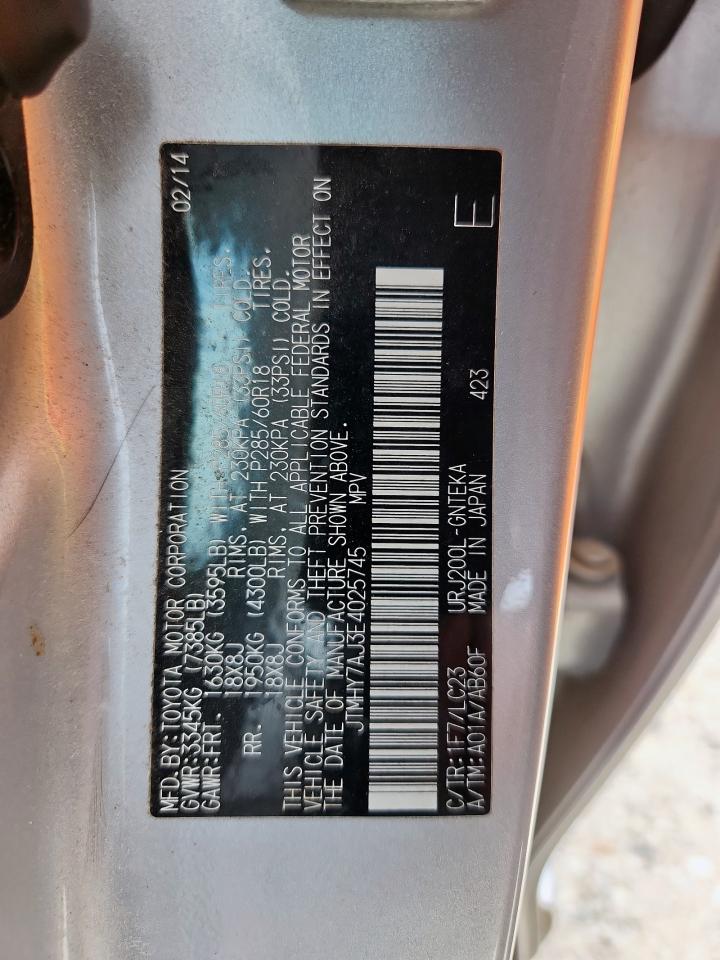 MFD.BY:TOYOTA MOTOR CORPORATION 02/14
GVWR:3345KG (7385LB)
GAWR:FRT. 1630KG (3595LB) WITH P285/60R18 TIRES.
18X8J RIMS, AT 230KPA (33PSI) COLD.
RR. 1950KG (4300LB) WITH P285/60R18 TIRES.
18X8J RIMS, AT 230KPA (33PSI) COLD.
THIS VEHICLE CONFORMS TO ALL APPLICABLE FEDERAL MOTOR
VEHICLE SAFETY AND THEFT PREVENTION STANDARDS IN EFFECT ON
THE DATE OF MANUFACTURE SHOWN ABOVE.
JTMHY7AJ3E4025745 MPV
C/TR:1F7/LC23 URJ200L-GNTEKA
A/TM:A01A/AB60F MADE IN JAPAN 423 E